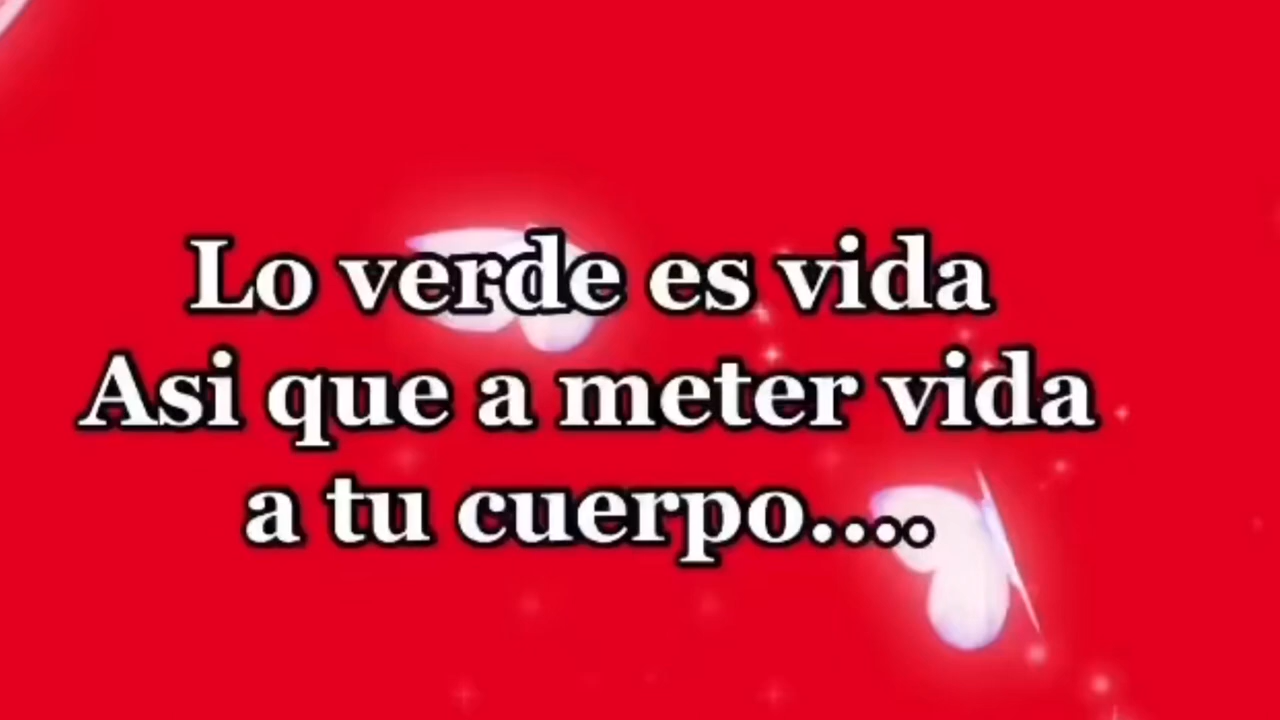 Lo verde es vida
Asi que a meter vida
a tu cuerpo....